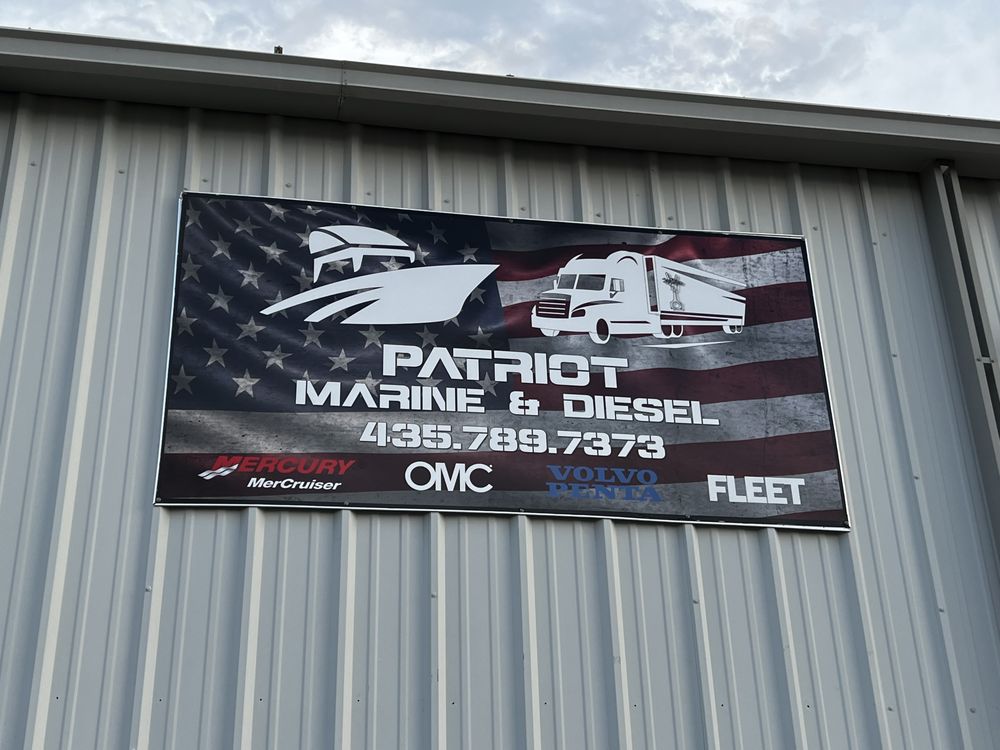 PATRIOT
MARINE & DIESEL
435.789.7373
MERCURY
MerCruiser
OMC
VOLVO
PENTA
FLEET